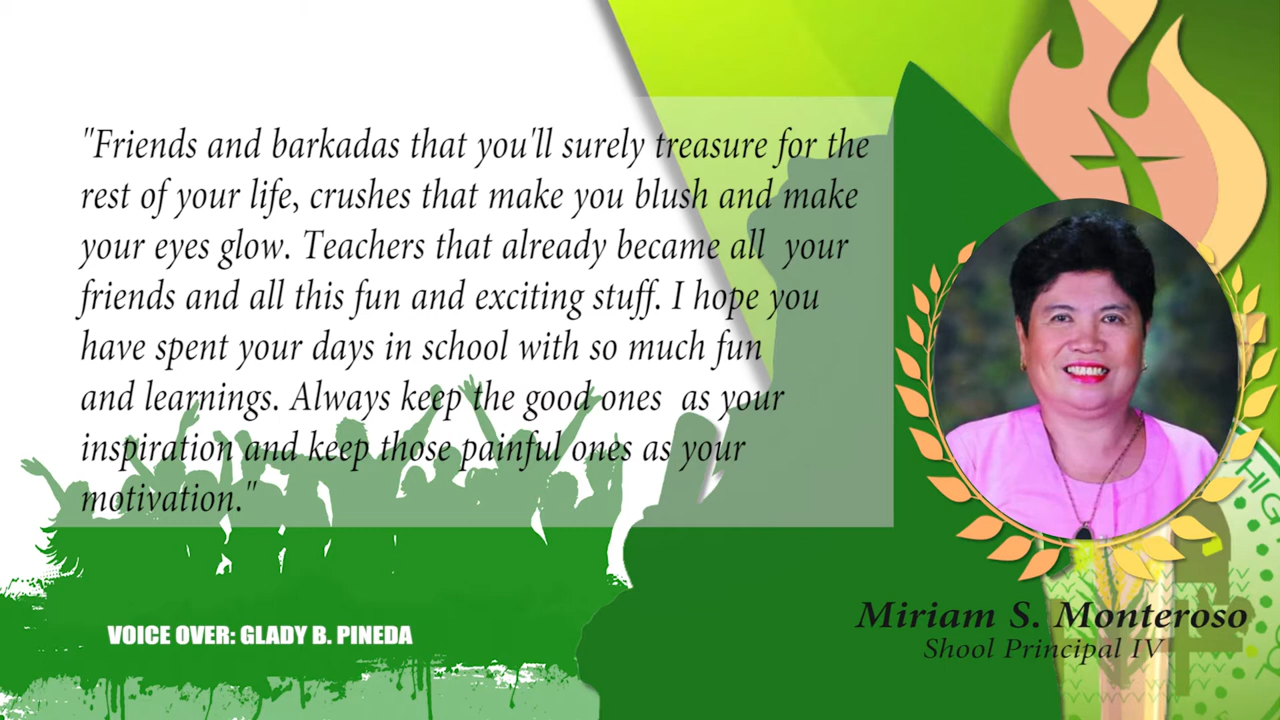 "Friends and barkadas that you'll surely treasure for the
rest of your life, crushes that make you blush and make
your eyes glow. Teachers that already became all  your
friends and all this fun and exciting stuff. I hope you
have spent your days in school with so much fun
and learnings. Always keep the good ones  as your
inspiration and keep those painful ones as your
motivation."
HIG
Miriam S. Monteroso
Shool Principal IV
VOICE OVER: GLADY B. PINEDA